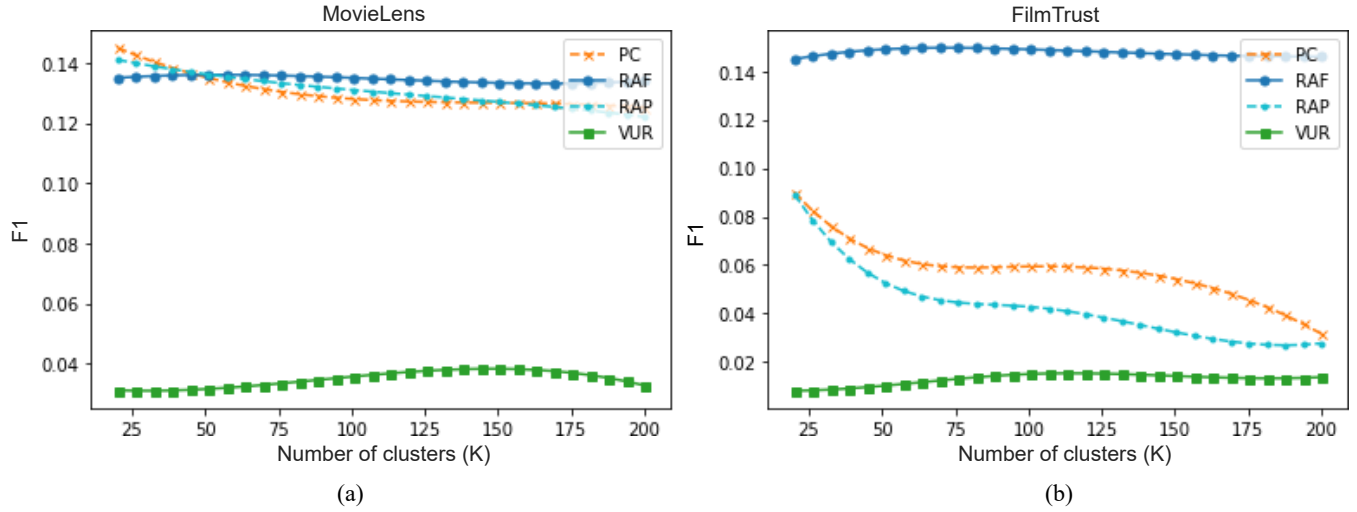 MovieLens
0.14
0.12
0.10
0.08
0.06
0.04
F1
PC
RAF
RAP
VUR
25 50 75 100 125 150 175 200
Number of clusters (K)
(a)
FilmTrust
0.14
0.12
0.10
0.08
0.06
0.04
0.02
F1
PC
RAF
RAP
VUR
25 50 75 100 125 150 175 200
Number of clusters (K)
(b)